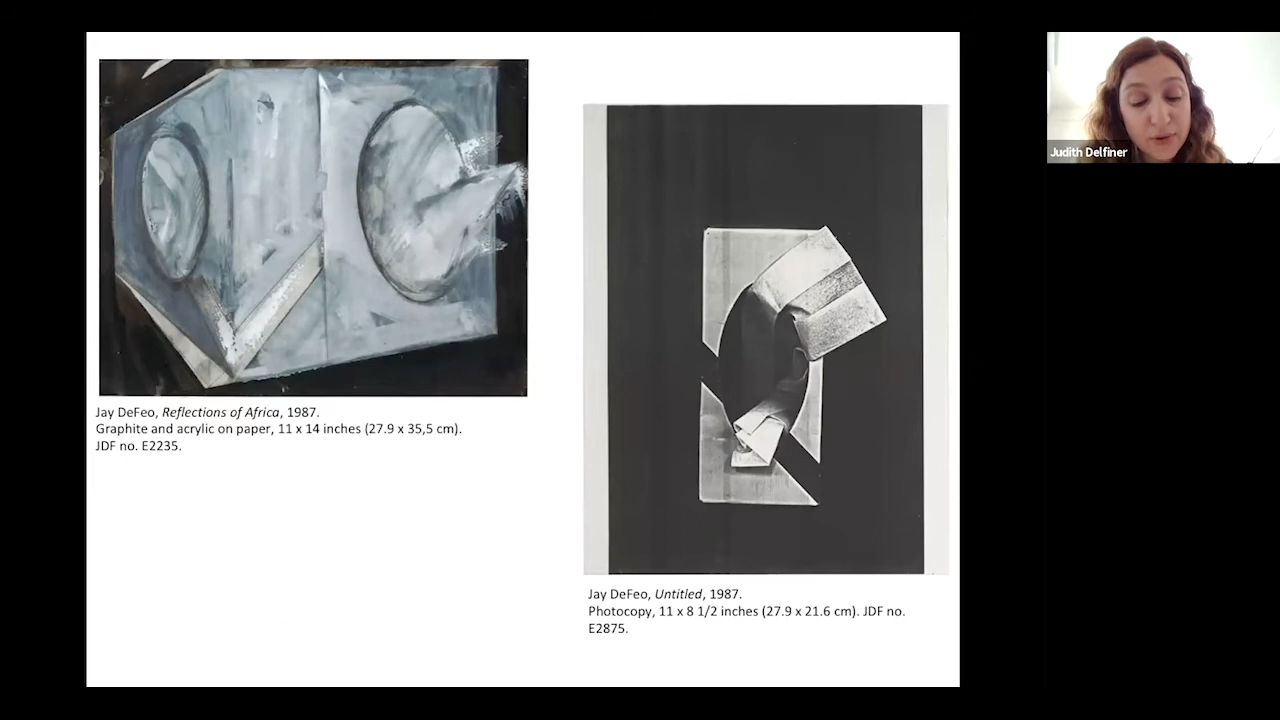 Jay DeFeo, Reflections of Africa, 1987.
Graphite and acrylic on paper, 11 x 14 inches (27.9 x 35,5 cm).
JDF no. E2235.
Jay DeFeo, Untitled, 1987.
Photocopy, 11 x 8 1/2 inches (27.9 x 21.6 cm). JDF no.
E2875.
Judith Delfiner